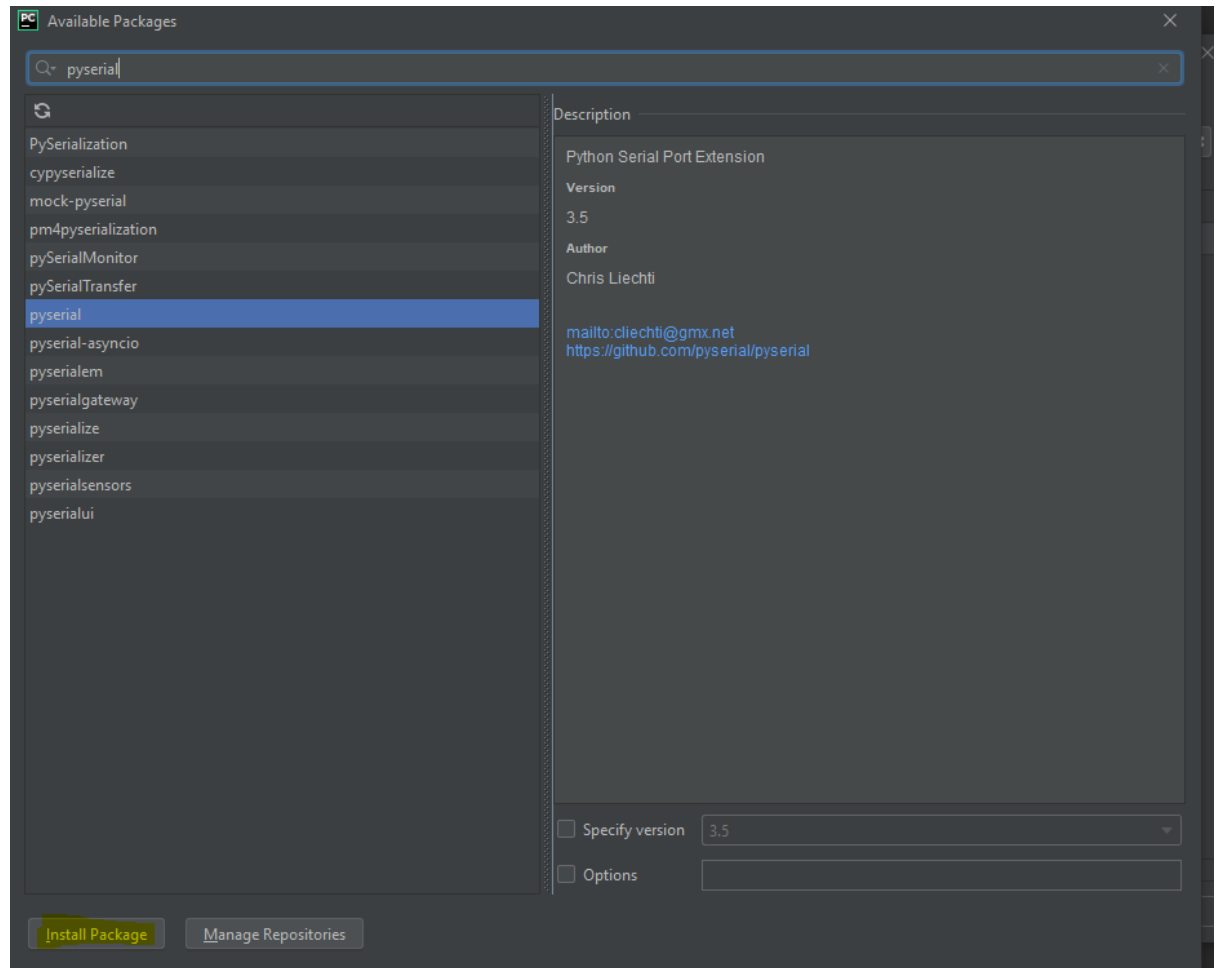 PC Available Packages
pyserial
Description
PySerialization
cypyserialize
mock-pyserial
pm4pyserialization
pySerialMonitor
pySerialTransfer
pyserial
pyserial-asyncio
pyserialem
pyserialgateway
pyserialize
pyserializer
pyserialsensors
pyserialui
Python Serial Port Extension
Version
3.5
Author
Chris Liechti
mailto:cliechti@gmx.net
https://github.com/pyserial/pyserial
Specify version 3.5
Options
Install Package Manage Repositories